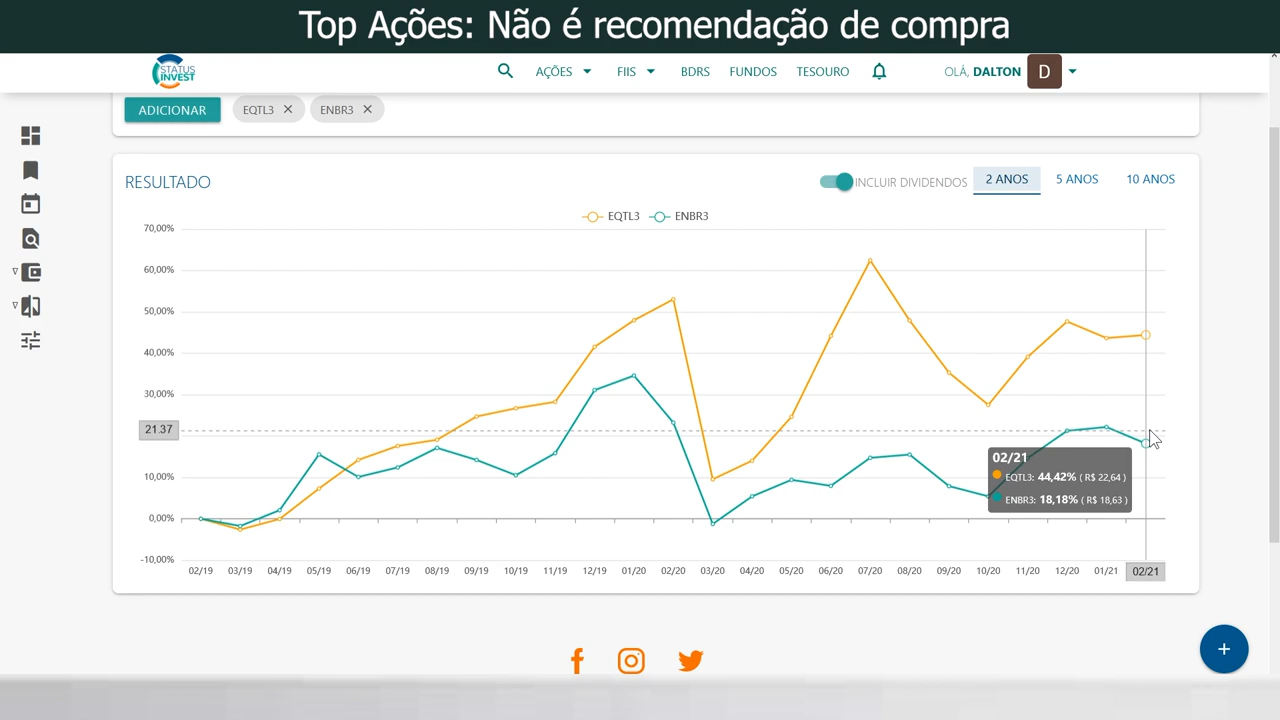 Top Ações: Não é recomendação de compra
STATUS
INVEST
AÇÕES
FIIS
BDRS
FUNDOS
TESOURO
OLÁ, DALTON
D
ADICIONAR
EQTL3 ✕
ENBR3 ✕
RESULTADO
INCLUIR DIVIDENDOS
2 ANOS
5 ANOS
10 ANOS
EQTL3
ENBR3
70,00%
60,00%
50,00%
40,00%
30,00%
21.37
10,00%
0,00%
-10,00%
02/21
EQTL3: 44,42% ( R$ 22,64 )
ENBR3: 18,18% ( R$ 18,63 )
02/19 03/19 04/19 05/19 06/19 07/19 08/19 09/19 10/19 11/19 12/19 01/20 02/20 03/20 04/20 05/20 06/20 07/20 08/20 09/20 10/20 11/20 12/20 01/21 02/21